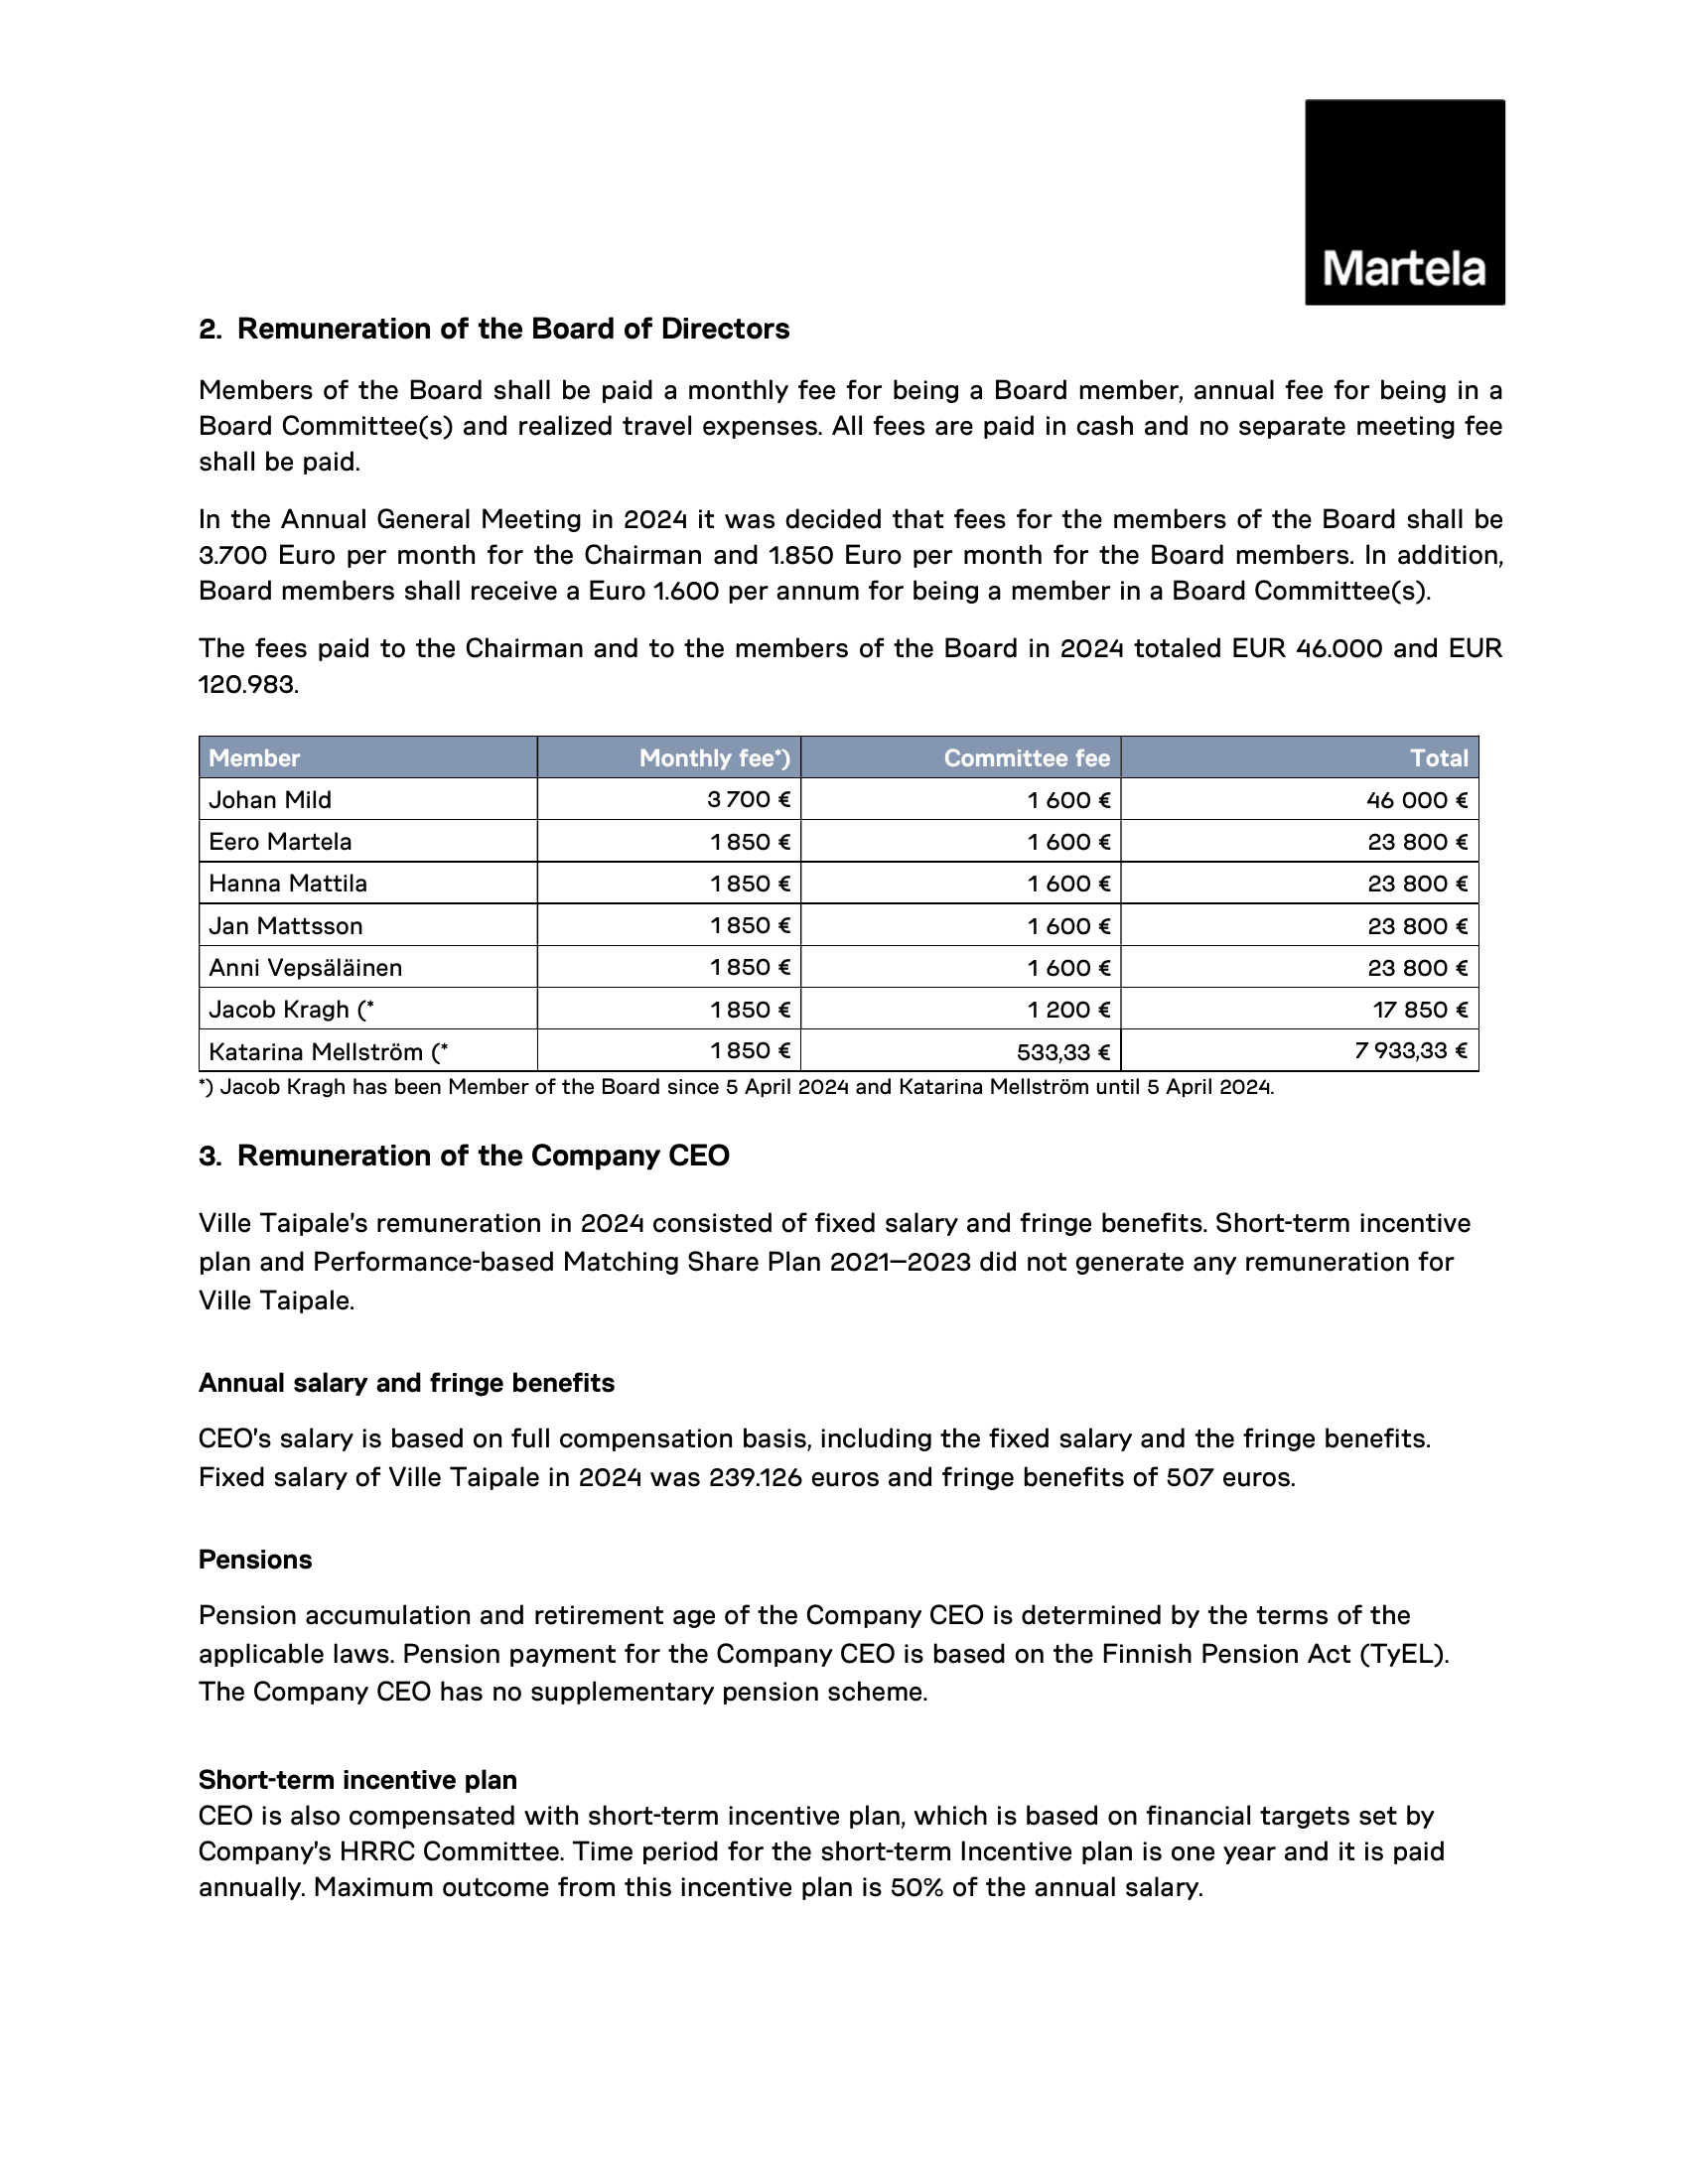 Martela
2. Remuneration of the Board of Directors
Members of the Board shall be paid a monthly fee for being a Board member, annual fee for being in a
Board Committee(s) and realized travel expenses. All fees are paid in cash and no separate meeting fee
shall be paid.
In the Annual General Meeting in 2024 it was decided that fees for the members of the Board shall be
3.700 Euro per month for the Chairman and 1.850 Euro per month for the Board members. In addition,
Board members shall receive a Euro 1.600 per annum for being a member in a Board Committee(s).
The fees paid to the Chairman and to the members of the Board in 2024 totaled EUR 46.000 and EUR
120.983.
Member Monthly fee*) Committee fee Total
Johan Mild 3 700 € 1 600 € 46 000 €
Eero Martela 1 850 € 1 600 € 23 800 €
Hanna Mattila 1 850 € 1 600 € 23 800 €
Jan Mattsson 1 850 € 1 600 € 23 800 €
Anni Vepsäläinen 1 850 € 1 600 € 23 800 €
Jacob Kragh (* 1 850 € 1 200 € 17 850 €
Katarina Mellström (* 1 850 € 533,33 € 7 933,33 €
*) Jacob Kragh has been Member of the Board since 5 April 2024 and Katarina Mellström until 5 April 2024.
3. Remuneration of the Company CEO
Ville Taipale's remuneration in 2024 consisted of fixed salary and fringe benefits. Short-term incentive
plan and Performance-based Matching Share Plan 2021–2023 did not generate any remuneration for
Ville Taipale.
Annual salary and fringe benefits
CEO's salary is based on full compensation basis, including the fixed salary and the fringe benefits.
Fixed salary of Ville Taipale in 2024 was 239.126 euros and fringe benefits of 507 euros.
Pensions
Pension accumulation and retirement age of the Company CEO is determined by the terms of the
applicable laws. Pension payment for the Company CEO is based on the Finnish Pension Act (TyEL).
The Company CEO has no supplementary pension scheme.
Short-term incentive plan
CEO is also compensated with short-term incentive plan, which is based on financial targets set by
Company's HRRC Committee. Time period for the short-term Incentive plan is one year and it is paid
annually. Maximum outcome from this incentive plan is 50% of the annual salary.